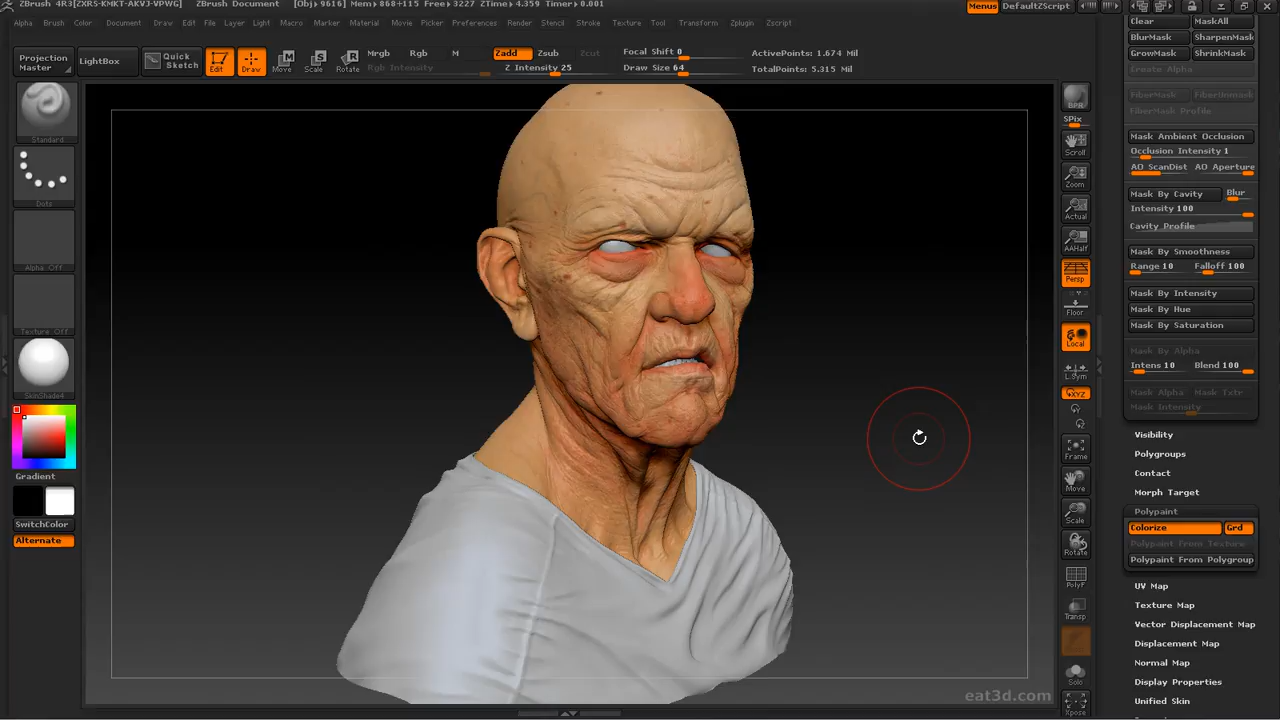 ZBrush 4R3[ZXRS-KMKT-AKVJ-VPWG] ZBrush Document [Obj▸ 9616] Mem▸868+115 Free▸3227 ZTime▸4.359 Timer▸0.001 Menus DefaultZScript
Alpha Brush Color Document Draw Edit File Layer Light Macro Marker Material Movie Picker Preferences Render Stencil Stroke Texture Tool Transform Zplugin Zscript
Projection Master
LightBox
Quick Sketch
Edit
Draw
Move
Scale
Rotate
Mrgb Rgb M
Rgb Intensity
Zadd Zsub Zcut
Z Intensity 25
Focal Shift 0
Draw Size 64
ActivePoints: 1.674 Mil
TotalPoints: 5.315 Mil
Standard
Dots
Alpha Off
Texture Off
SkinShade4
Gradient
SwitchColor
Alternate
BPR
SPix
Scroll
Zoom
Actual
AAHalf
Persp
Floor
Local
L.Sym
XYZ
Frame
Move
Scale
Rotate
PolyF
Transp
Solo
Xpose
Clear MaskAll
BlurMask SharpenMask
GrowMask ShrinkMask
Create Alpha
FiberMask FiberUnmask
FiberMask Profile
Mask Ambient Occlusion
Occlusion Intensity 1
AO ScanDist AO Aperture
Mask By Cavity Blur
Intensity 100
Cavity Profile
Mask By Smoothness
Range 10 Falloff 100
Mask By Intensity
Mask By Hue
Mask By Saturation
Mask By Alpha
Intens 10 Blend 100
Mask Alpha Mask Txtr
Mask Intensity
Visibility
Polygroups
Contact
Morph Target
Polypaint
Colorize Grd
Polypaint From Texture
Polypaint From Polygroup
UV Map
Texture Map
Vector Displacement Map
Displacement Map
Normal Map
Display Properties
Unified Skin
eat3d.com